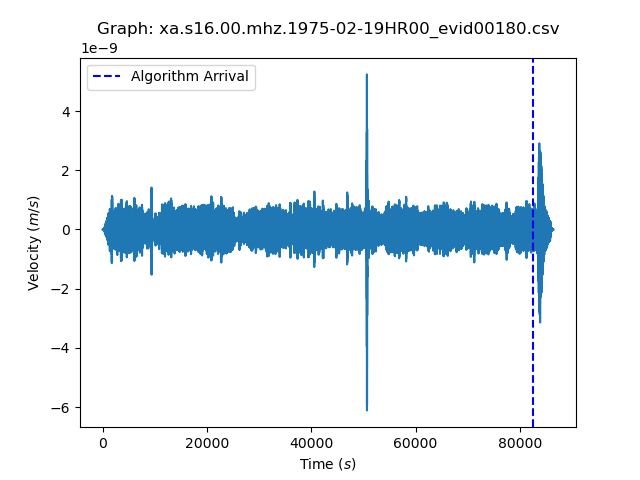 Graph: xa.s16.00.mhz.1975-02-19HR00_evid00180.csv
1e−9
Algorithm Arrival
4
2
0
−2
−4
−6
Velocity (m/s)
0 20000 40000 60000 80000
Time (s)